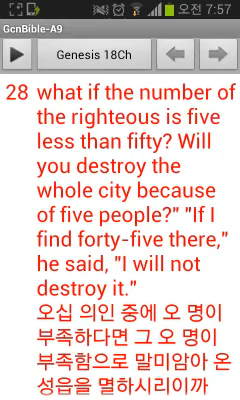 오전 7:57
GcnBible-A9
Genesis 18Ch
28 what if the number of
the righteous is five
less than fifty? Will
you destroy the
whole city because
of five people?" "If I
find forty-five there,"
he said, "I will not
destroy it."
오십 의인 중에 오 명이
부족하다면 그 오 명이
부족함으로 말미암아 온
성읍을 멸하시리이까